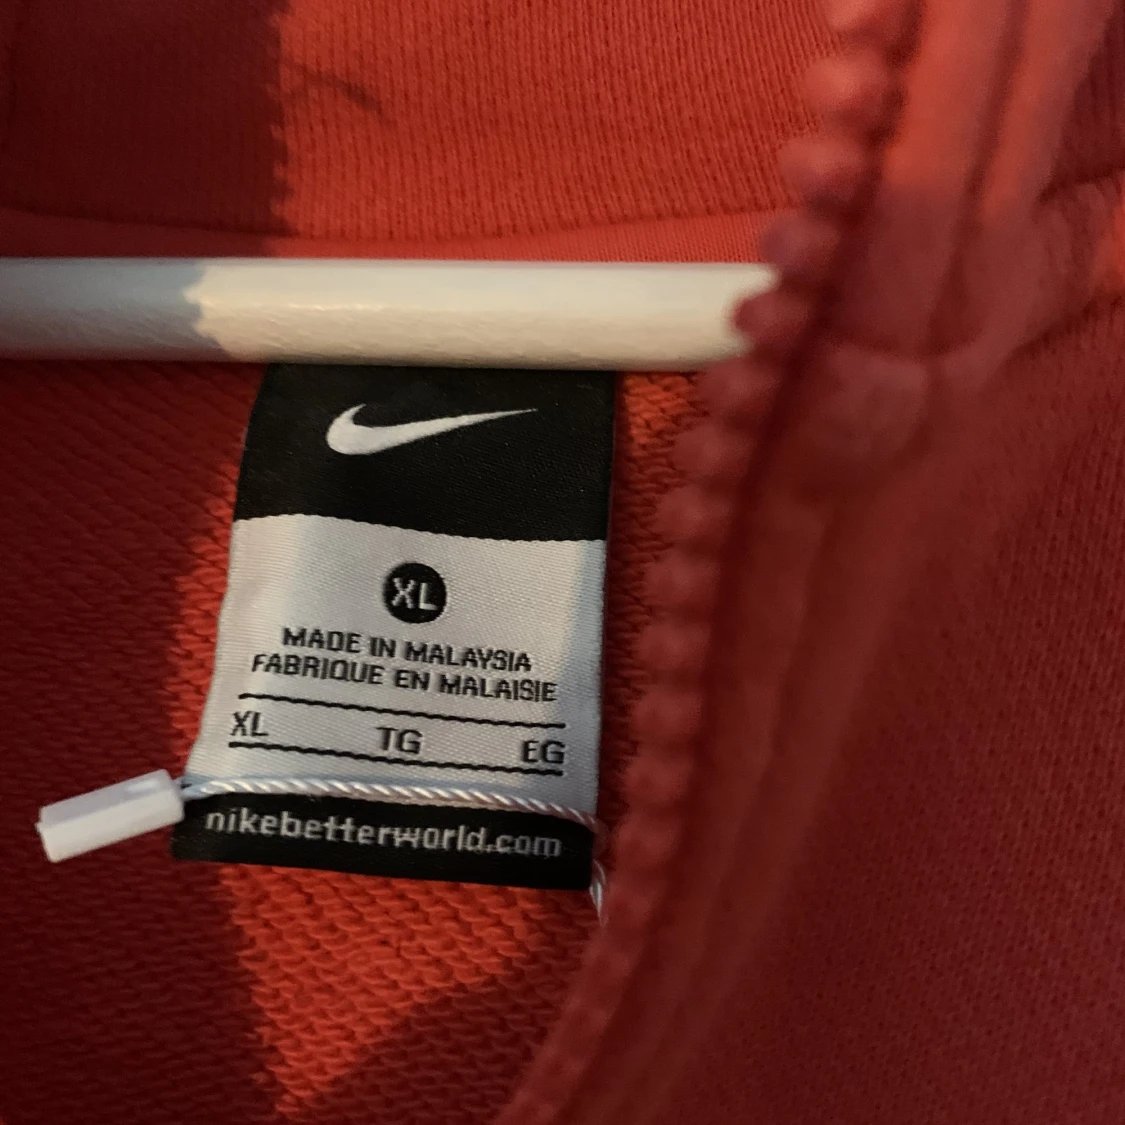 XL
MADE IN MALAYSIA
FABRIQUE EN MALAISIE
XL TG EG
nikebetterworld.com